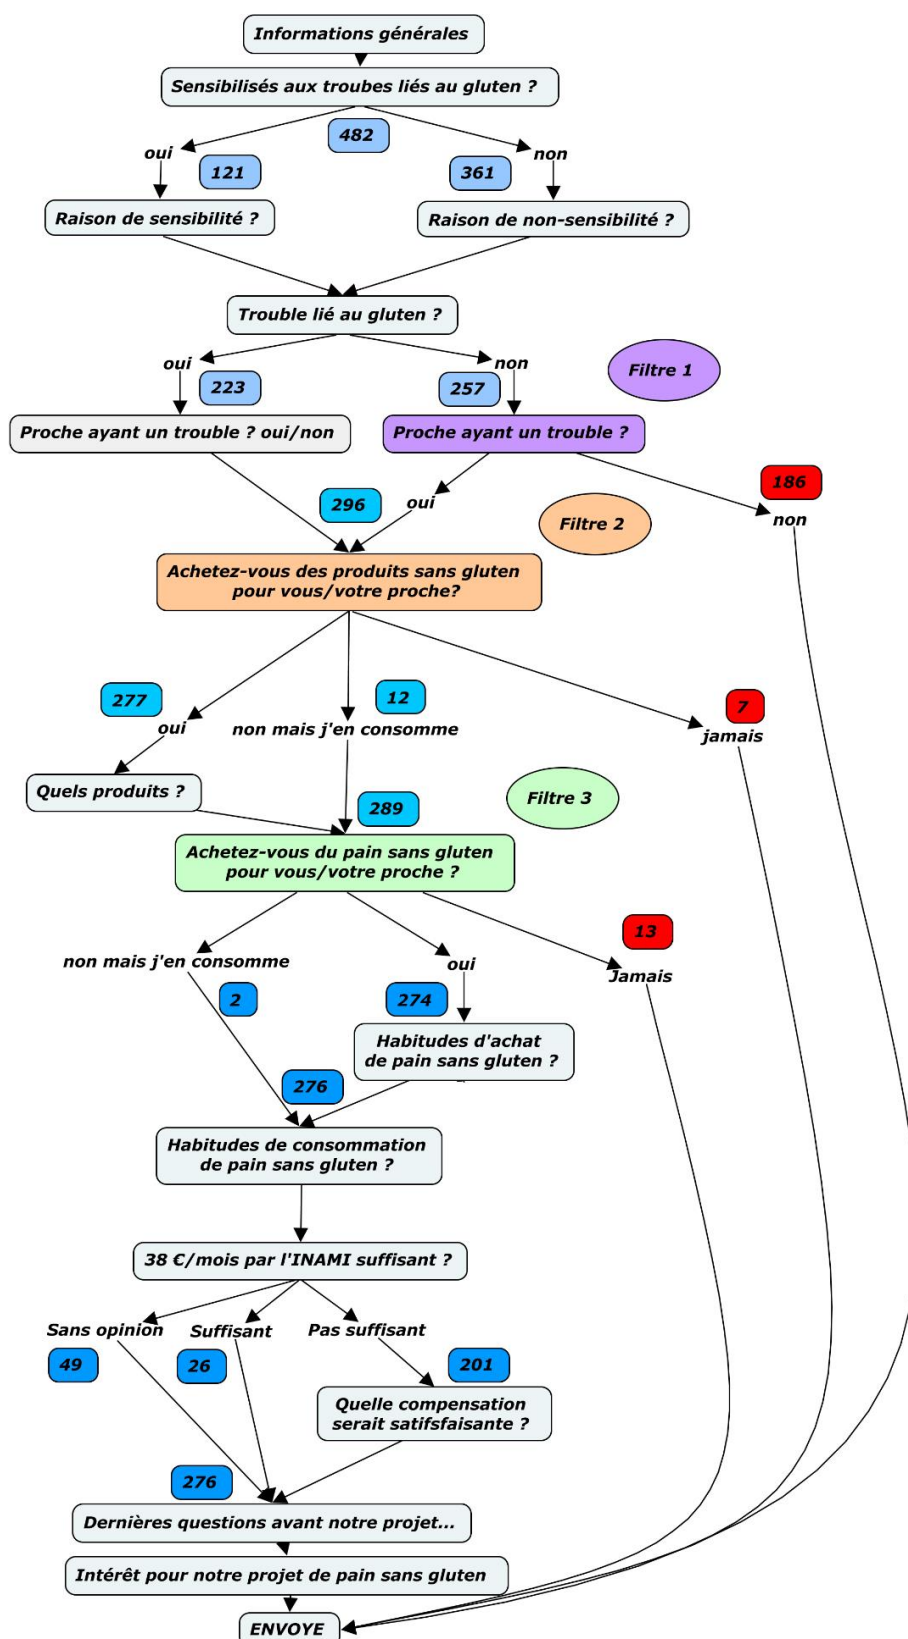 Informations générales
Sensibilisés aux troubes liés au gluten ?
482
oui
non
121
361
Raison de sensibilité ?
Raison de non-sensibilité ?
Trouble lié au gluten ?
oui
non
Filtre 1
223
257
Proche ayant un trouble ? oui/non
Proche ayant un trouble ?
186
296
oui
Filtre 2
non
Achetez-vous des produits sans gluten
pour vous/votre proche?
277
12
7
oui
non mais j'en consomme
jamais
Quels produits ?
Filtre 3
289
Achetez-vous du pain sans gluten
pour vous/votre proche ?
13
non mais j'en consomme
oui
Jamais
2
274
Habitudes d'achat
de pain sans gluten ?
276
Habitudes de consommation
de pain sans gluten ?
38 €/mois par l'INAMI suffisant ?
Sans opinion
Suffisant
Pas suffisant
49
26
201
Quelle compensation
serait satifsfaisante ?
276
Dernières questions avant notre projet...
Intérêt pour notre projet de pain sans gluten
ENVOYE